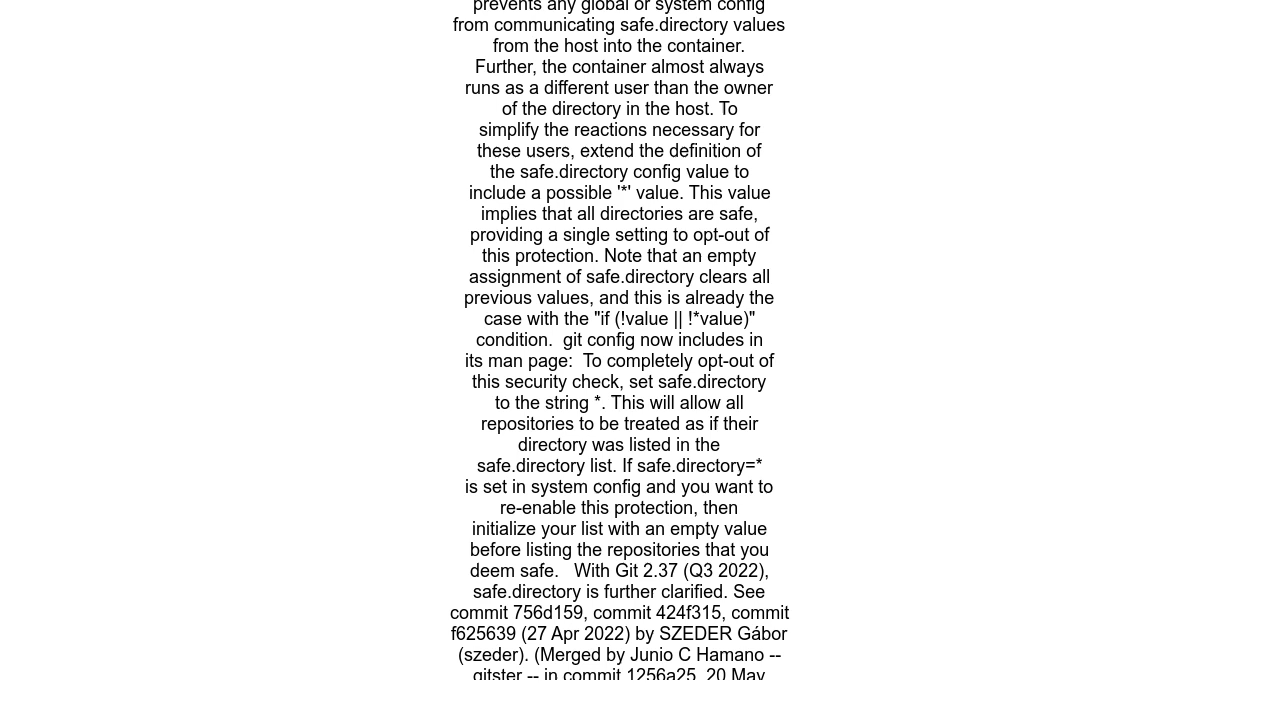 prevents any global or system config
from communicating safe.directory values
from the host into the container.
Further, the container almost always
runs as a different user than the owner
of the directory in the host. To
simplify the reactions necessary for
these users, extend the definition of
the safe.directory config value to
include a possible '*' value. This value
implies that all directories are safe,
providing a single setting to opt-out of
this protection. Note that an empty
assignment of safe.directory clears all
previous values, and this is already the
case with the "if (!value || !*value)"
condition.  git config now includes in
its man page:  To completely opt-out of
this security check, set safe.directory
to the string *. This will allow all
repositories to be treated as if their
directory was listed in the
safe.directory list. If safe.directory=*
is set in system config and you want to
re-enable this protection, then
initialize your list with an empty value
before listing the repositories that you
deem safe.   With Git 2.37 (Q3 2022),
safe.directory is further clarified. See
commit 756d159, commit 424f315, commit
f625639 (27 Apr 2022) by SZEDER Gábor
(szeder). (Merged by Junio C Hamano --
gitster -- in commit 1256a25, 20 May